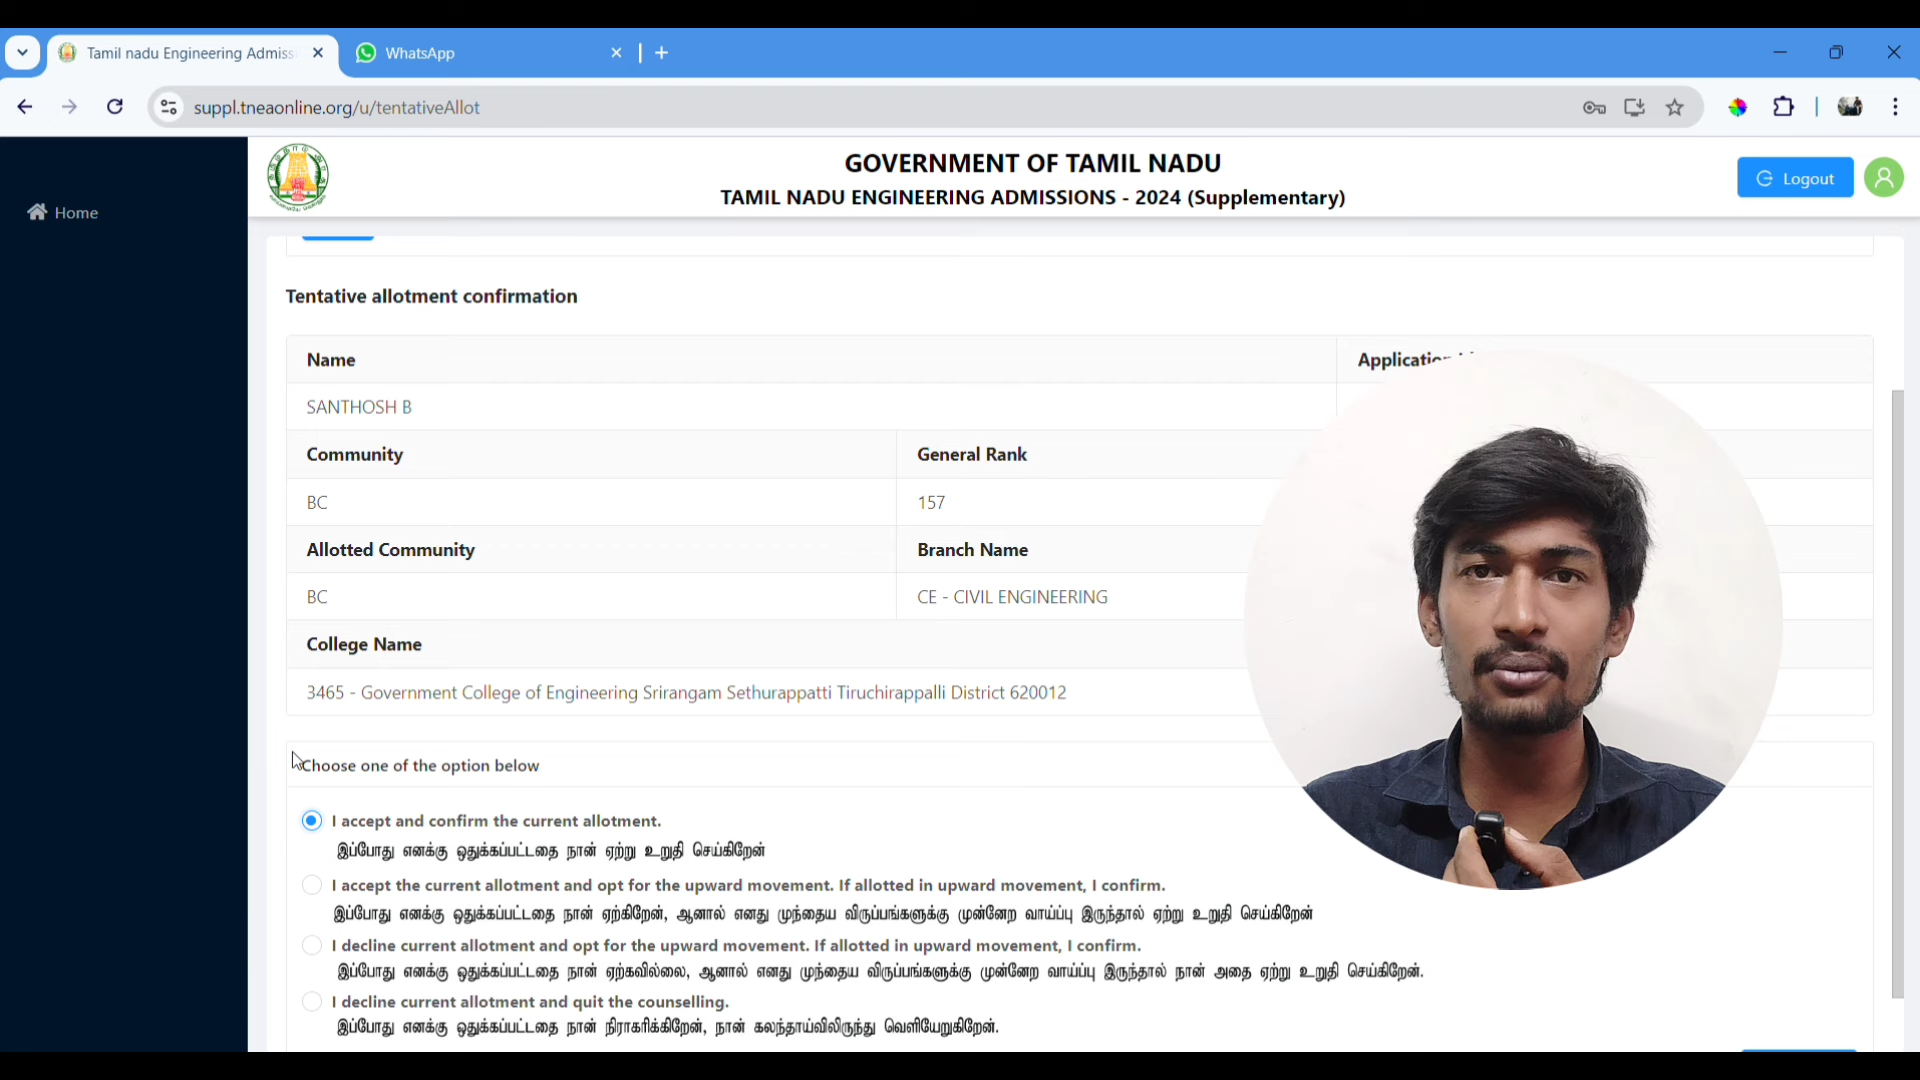 Tamil nadu Engineering Admiss
WhatsApp
suppl.tneaonline.org/u/tentativeAllot
Home
GOVERNMENT OF TAMIL NADU
TAMIL NADU ENGINEERING ADMISSIONS - 2024 (Supplementary)
Logout
Tentative allotment confirmation
Name
SANTHOSH B
Community
General Rank
BC
157
Allotted Community
Branch Name
BC
CE - CIVIL ENGINEERING
College Name
3465 - Government College of Engineering Srirangam Sethurappatti Tiruchirappalli District 620012
Choose one of the option below
I accept and confirm the current allotment.
இப்போது எனக்கு ஒதுக்கப்பட்டதை நான் ஏற்று உறுதி செய்கிறேன்
I accept the current allotment and opt for the upward movement. If allotted in upward movement, I confirm.
இப்போது எனக்கு ஒதுக்கப்பட்டதை நான் ஏற்கிறேன், ஆனால் எனது முந்தைய விருப்பங்களுக்கு முன்னேற வாய்ப்பு இருந்தால் ஏற்று உறுதி செய்கிறேன்
I decline current allotment and opt for the upward movement. If allotted in upward movement, I confirm.
இப்போது எனக்கு ஒதுக்கப்பட்டதை நான் ஏற்கவில்லை, ஆனால் எனது முந்தைய விருப்பங்களுக்கு முன்னேற வாய்ப்பு இருந்தால் நான் அதை ஏற்று உறுதி செய்கிறேன்.
I decline current allotment and quit the counselling.
இப்போது எனக்கு ஒதுக்கப்பட்டதை நான் நிராகரிக்கிறேன், நான் கலந்தாய்விலிருந்து வெளியேறுகிறேன்.